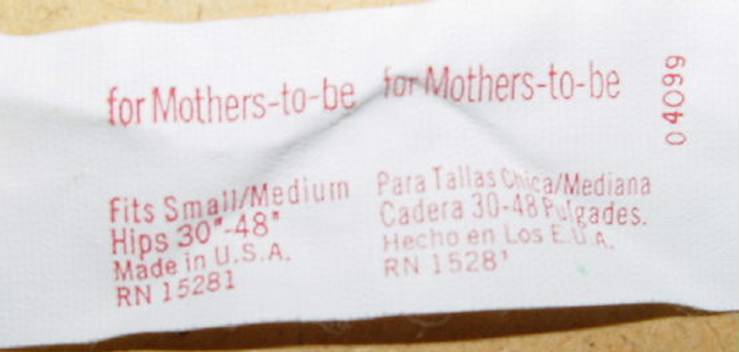 for Mothers-to-be
Fits Small/Medium
Hips 30"-48"
Made in U.S.A.
RN 15281
for Mothers-to-be
Para Tallas Chica/Mediana
Cadera 30-48 Pulgades.
Hecho en Los E.U.A.
RN 15281
04099